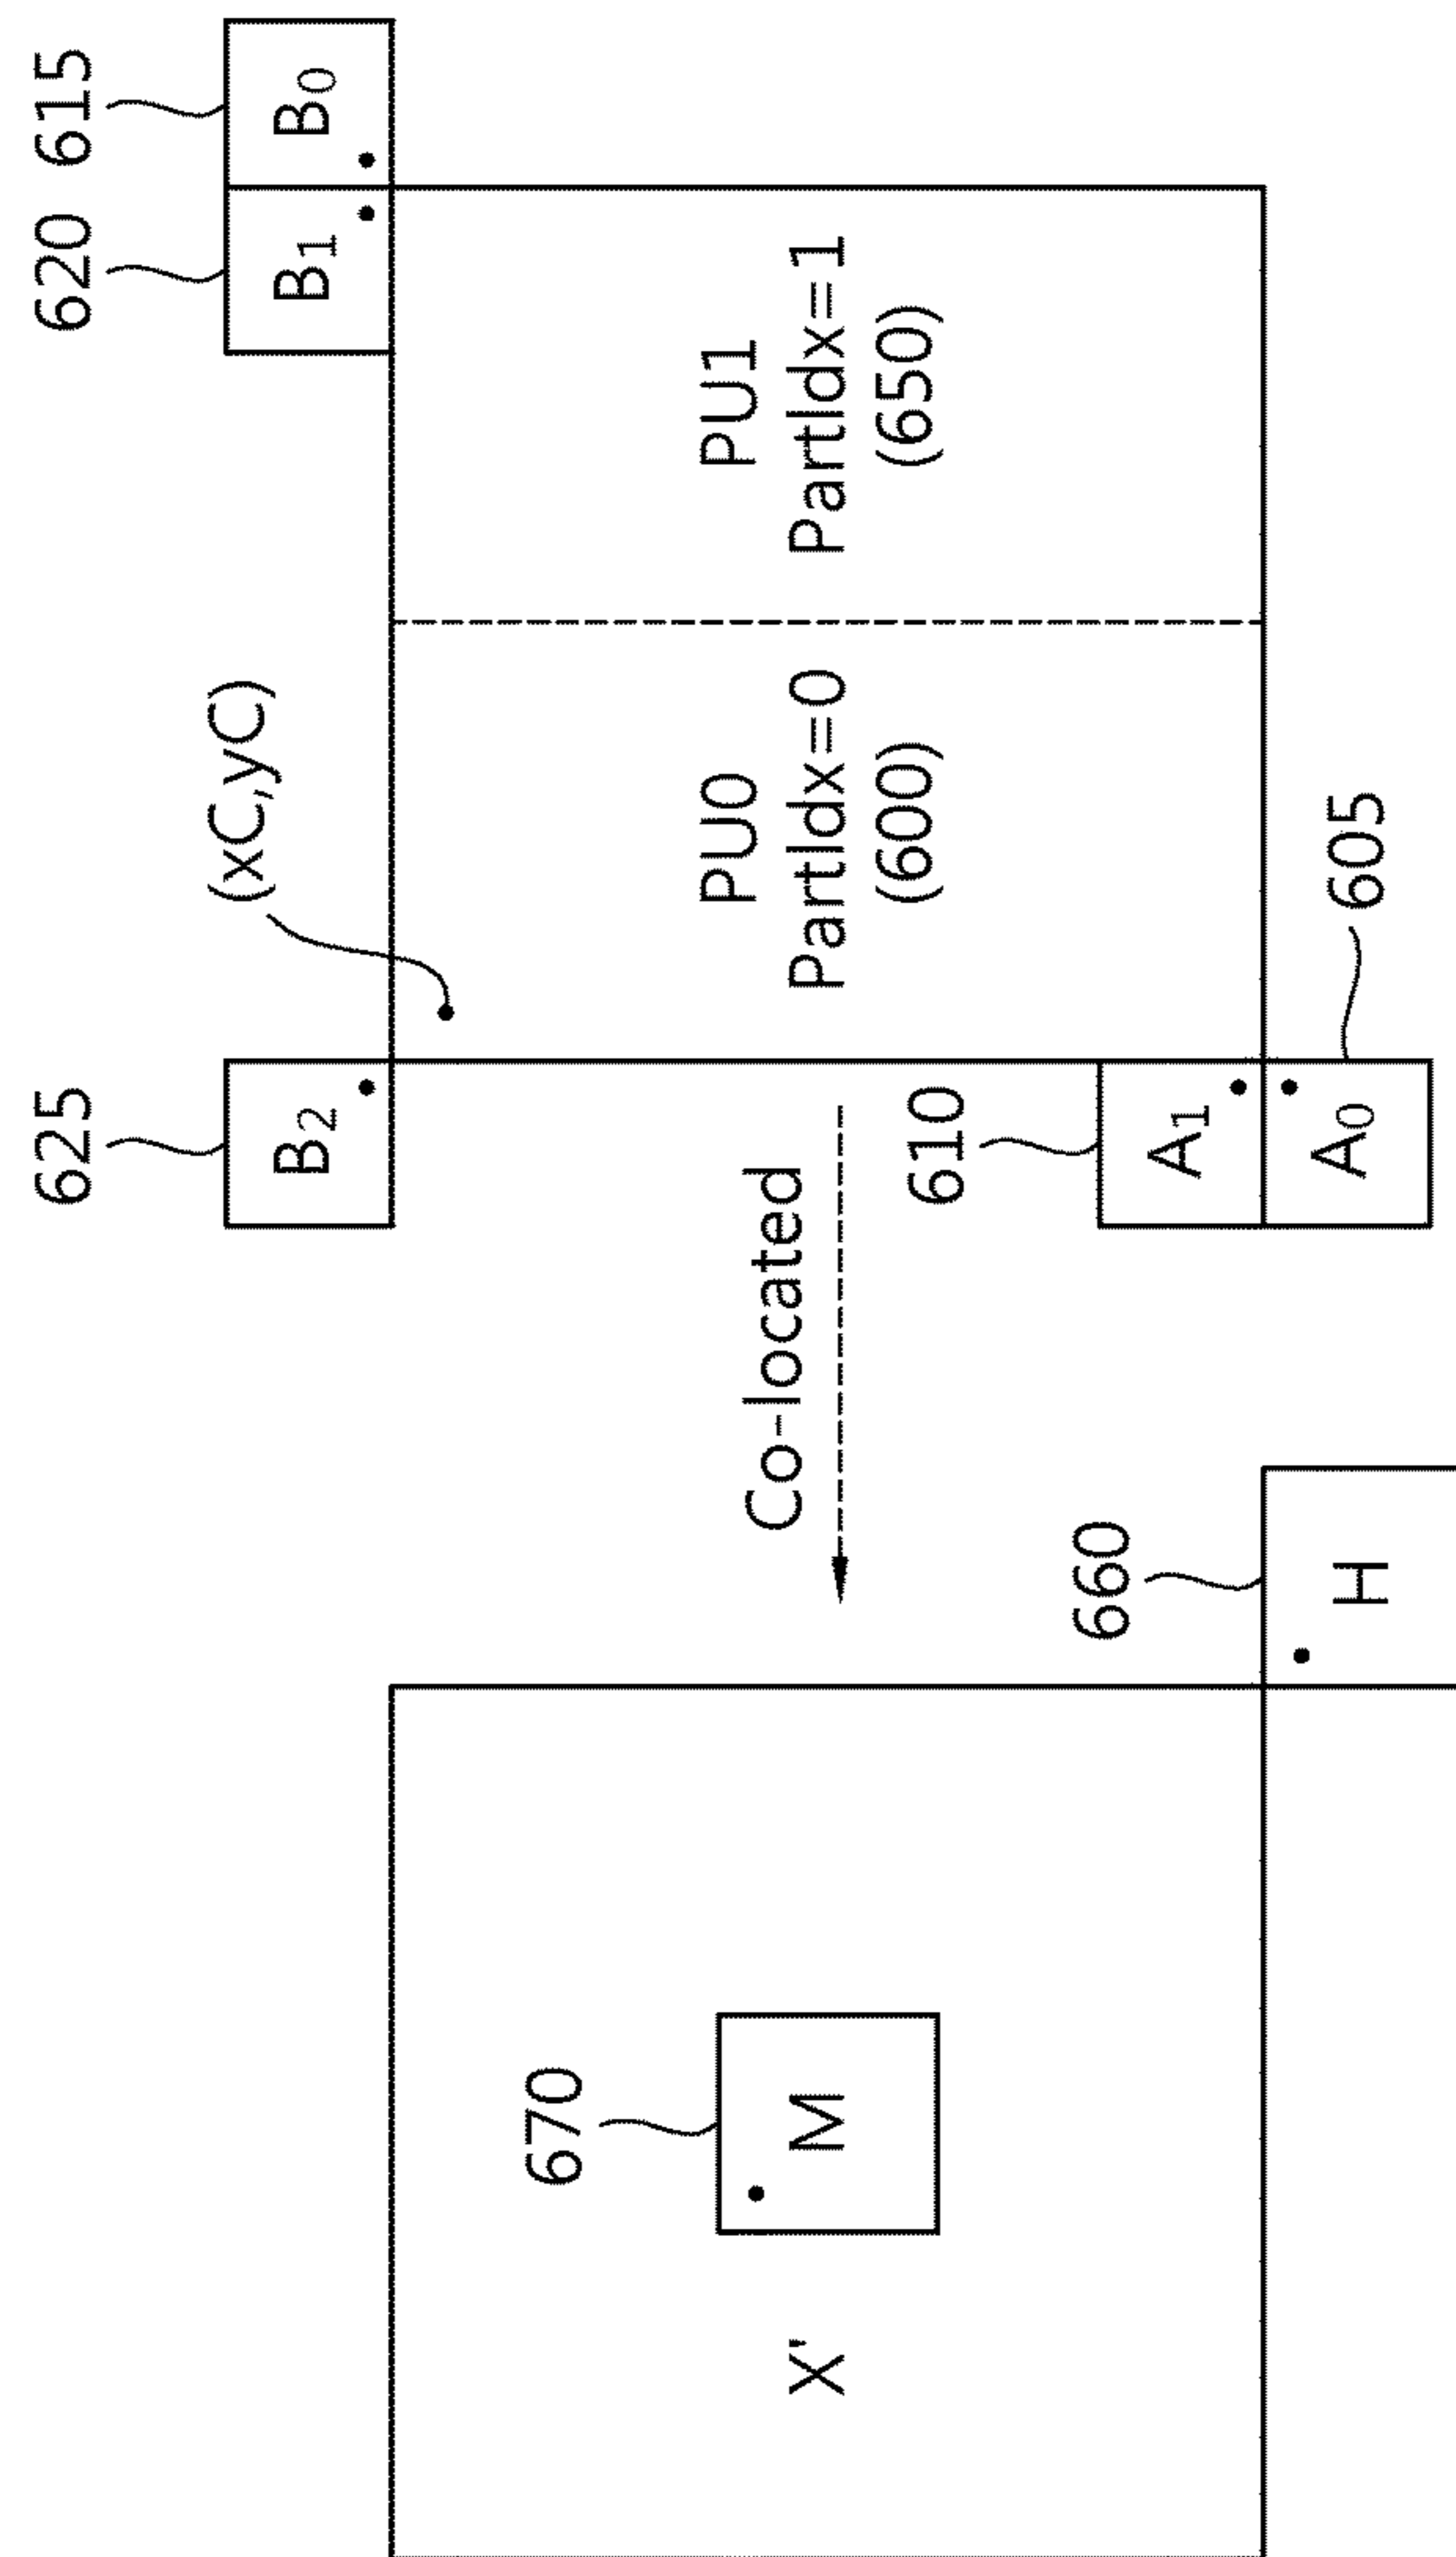 625
B₂
(xC,yC)
620
B₁
615
B₀
670
M
X'
Co-located
PU0
PartIdx=0
(600)
PU1
PartIdx=1
(650)
610
A₁
660
H
A₀
605